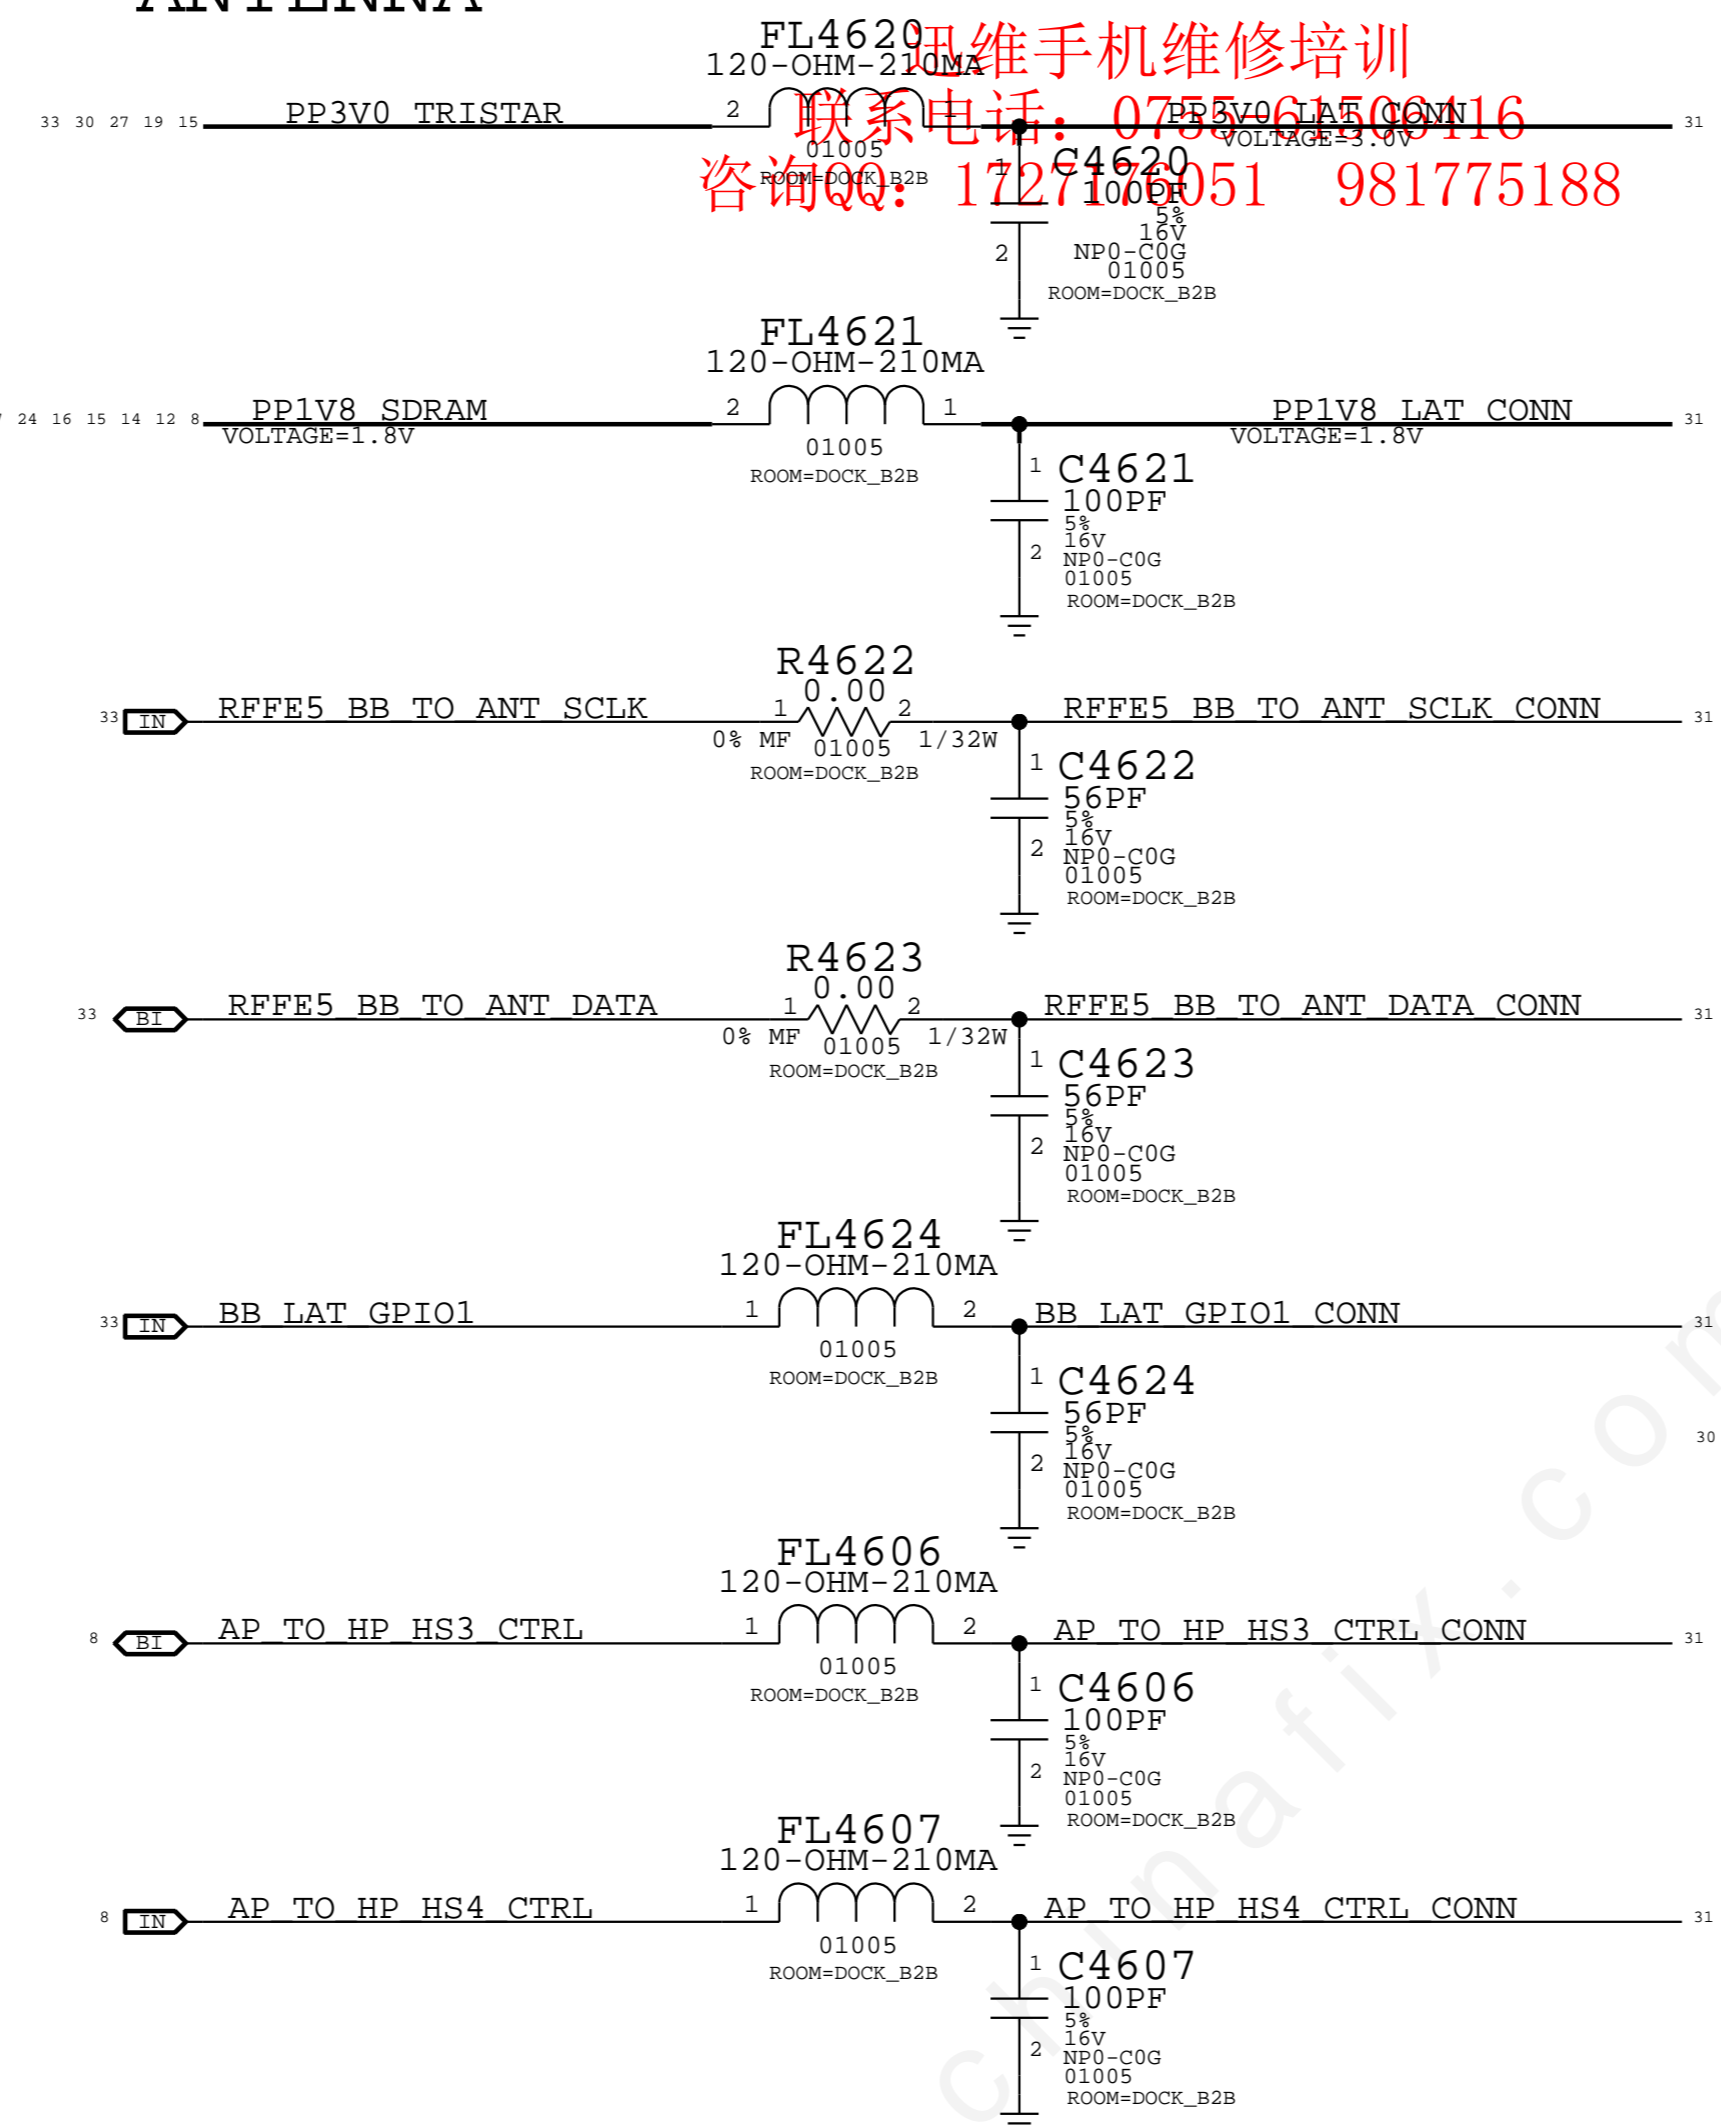 ANTENNA
FL4620
120-OHM-210MA
迅维手机维修培训
联系电话: 0755-61506416
咨询QQ: 1727176051 981775188
33 30 27 19 15 PP3V0_TRISTAR 2 1 PP3V0_LAT_CONN 31
VOLTAGE=3.0V
01005
ROOM=DOCK_B2B
1 C4620
100PF
5%
16V
2 NP0-C0G
01005
ROOM=DOCK_B2B
FL4621
120-OHM-210MA
24 16 15 14 12 8 PP1V8_SDRAM 2 1 PP1V8_LAT_CONN 31
VOLTAGE=1.8V VOLTAGE=1.8V
01005
ROOM=DOCK_B2B
1 C4621
100PF
5%
16V
2 NP0-C0G
01005
ROOM=DOCK_B2B
R4622
0.00
33 IN RFFE5_BB_TO_ANT_SCLK 1 2 RFFE5_BB_TO_ANT_SCLK_CONN 31
0% MF 01005 1/32W
ROOM=DOCK_B2B
1 C4622
56PF
5%
16V
2 NP0-C0G
01005
ROOM=DOCK_B2B
R4623
0.00
33 BI RFFE5_BB_TO_ANT_DATA 1 2 RFFE5_BB_TO_ANT_DATA_CONN 31
0% MF 01005 1/32W
ROOM=DOCK_B2B
1 C4623
56PF
5%
16V
2 NP0-C0G
01005
ROOM=DOCK_B2B
FL4624
120-OHM-210MA
33 IN BB_LAT_GPIO1 1 2 BB_LAT_GPIO1_CONN 31
01005
ROOM=DOCK_B2B
1 C4624
56PF
5%
16V
2 NP0-C0G
01005
ROOM=DOCK_B2B
30
FL4606
120-OHM-210MA
8 BI AP_TO_HP_HS3_CTRL 1 2 AP_TO_HP_HS3_CTRL_CONN 31
01005
ROOM=DOCK_B2B
1 C4606
100PF
5%
16V
2 NP0-C0G
01005
ROOM=DOCK_B2B
FL4607
120-OHM-210MA
8 IN AP_TO_HP_HS4_CTRL 1 2 AP_TO_HP_HS4_CTRL_CONN 31
01005
ROOM=DOCK_B2B
1 C4607
100PF
5%
16V
2 NP0-C0G
01005
ROOM=DOCK_B2B
chinafix.com